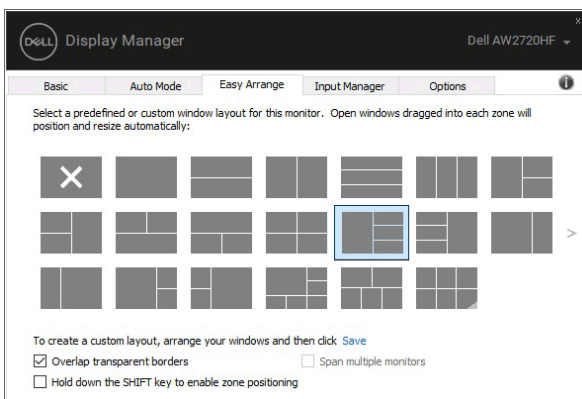 x
DELL Display Manager Dell AW2720HF
Basic Auto Mode Easy Arrange Input Manager Options i
Select a predefined or custom window layout for this monitor. Open windows dragged into each zone will
position and resize automatically:
>
To create a custom layout, arrange your windows and then click Save
Overlap transparent borders Span multiple monitors
Hold down the SHIFT key to enable zone positioning